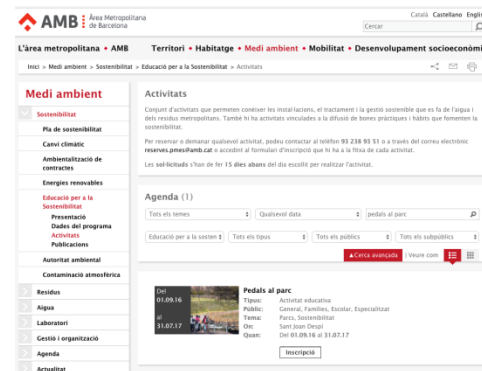 AMB Àrea Metropolitana
de Barcelona
Català Castellano English
Cercar
L'àrea metropolitana • AMB Territori • Habitatge • Medi ambient • Mobilitat • Desenvolupament socioeconòmi
Inici > Medi ambient > Sostenibilitat > Educació per a la Sostenibilitat > Activitats
Medi ambient
Sostenibilitat
Pla de sostenibilitat
Canvi climàtic
Ambientalització de
contractes
Energies renovables
Educació per a la
Sostenibilitat
Presentació
Dades del programa
Activitats
Publicacions
Autoritat ambiental
Contaminació atmosfèrica
Residus
Aigua
Laboratori
Gestió i organització
Agenda
Actualitat
Activitats
Conjunt d'activitats que permeten conèixer les instal·lacions, el tractament i la gestió sostenible que es fa de l'aigua i
dels residus metropolitans. També hi ha activitats vinculades a la difusió de bones pràctiques i hàbits que fomenten la
sostenibilitat.
Per reservar o demanar qualsevol activitat, podeu contactar al telèfon 93 238 95 51 o a través del correu electrònic
reserves.pmes@amb.cat o accedint al formulari d'inscripció que hi ha a la fitxa de cada activitat.
Les sol·licituds s'han de fer 15 dies abans del dia escollit per realitzar l'activitat.
Agenda (1)
Tots els temes Qualsevol data pedals al parc
Educació per a la sosten Tots els tipus Tots els públics Tots els subpúblics
Cerca avançada Veure com
Del
01.09.16
al
31.07.17
Pedals al parc
Tipus: Activitat educativa
Públic: General, Famílies, Escolar, Especialitzat
Tema: Parcs, Sostenibilitat
On: Sant Joan Despí
Quan: Del 01.09.16 al 31.07.17
Inscripció